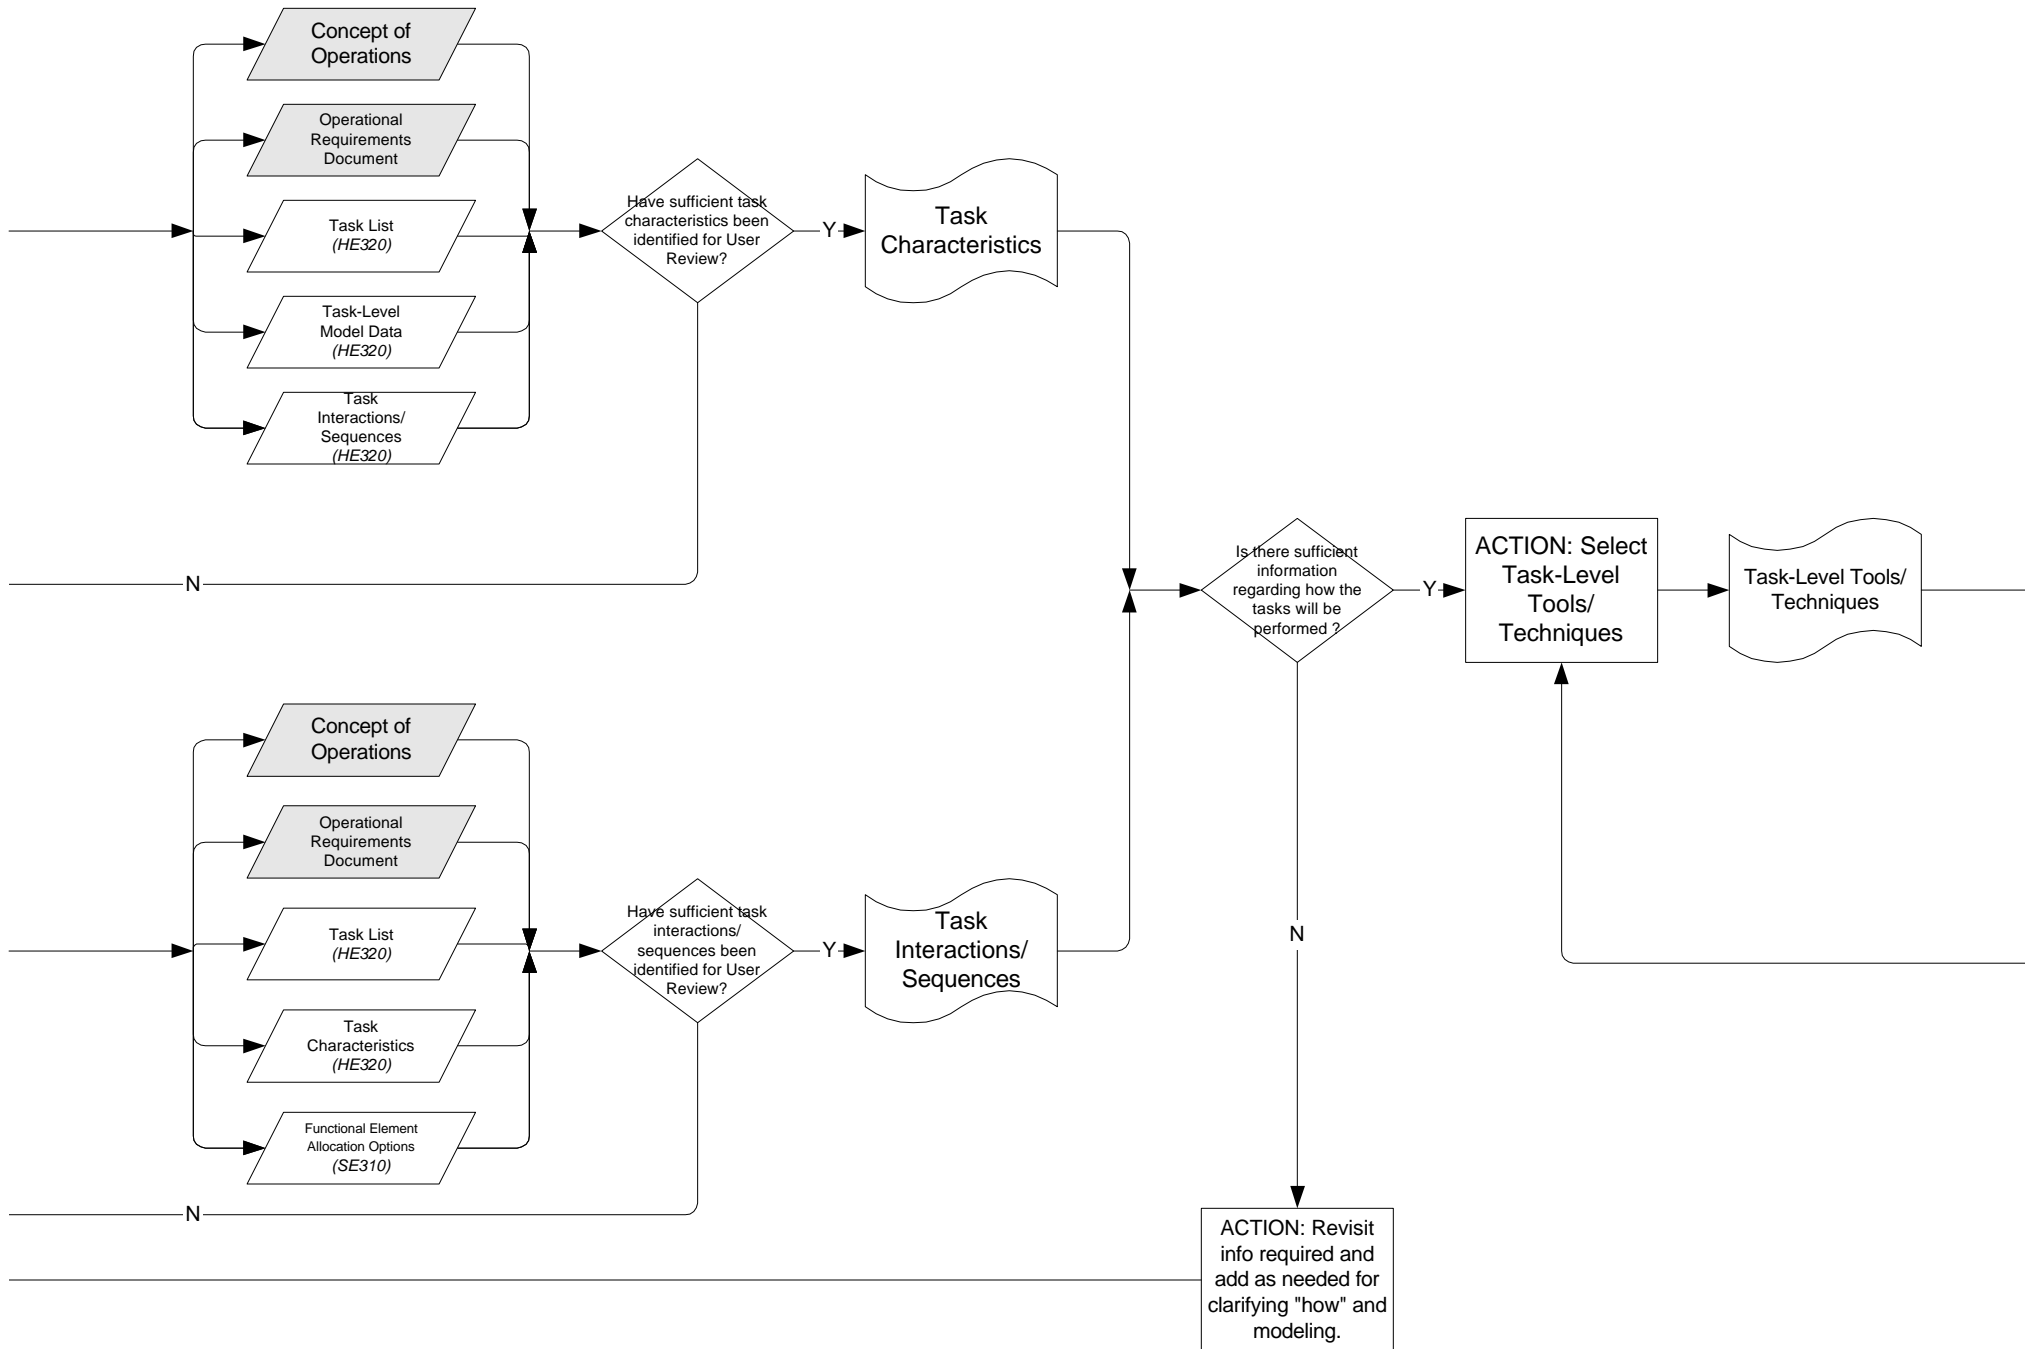 Concept of
Operations
Operational
Requirements
Document
Task List
(HE320)
Task-Level
Model Data
(HE320)
Task
Interactions/
Sequences
(HE320)
Have sufficient task
characteristics been
identified for User
Review?
Y
Task
Characteristics
N
Is there sufficient
information
regarding how the
tasks will be
performed ?
Y
ACTION: Select
Task-Level
Tools/
Techniques
Task-Level Tools/
Techniques
Concept of
Operations
Operational
Requirements
Document
Task List
(HE320)
Task
Characteristics
(HE320)
Functional Element
Allocation Options
(SE310)
Have sufficient task
interactions/
sequences been
identified for User
Review?
Y
Task
Interactions/
Sequences
N
N
ACTION: Revisit
info required and
add as needed for
clarifying "how" and
modeling.